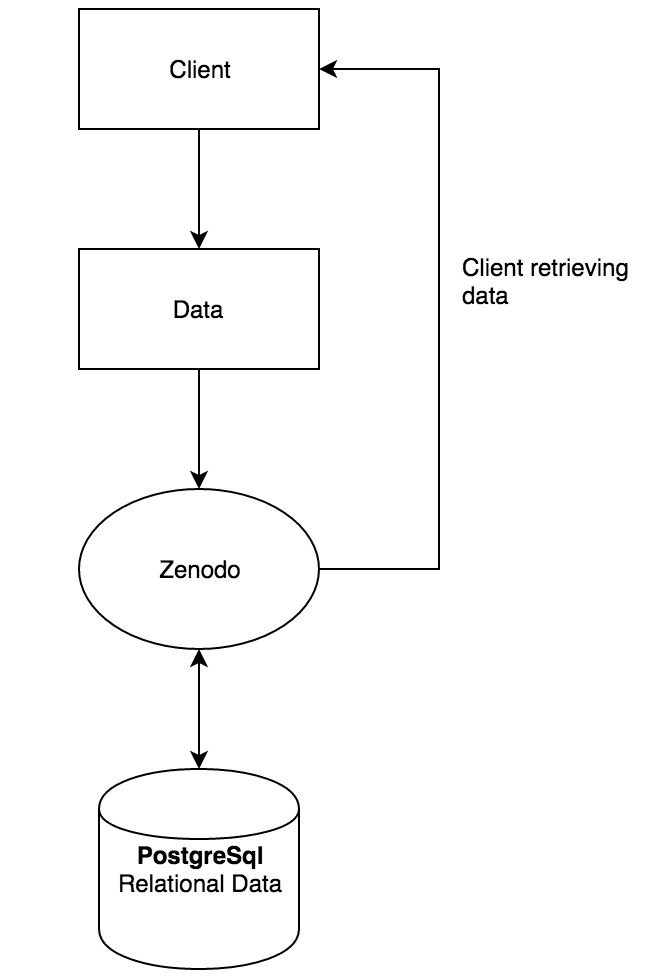 Client
Data
Client retrieving
data
Zenodo
PostgreSql
Relational Data